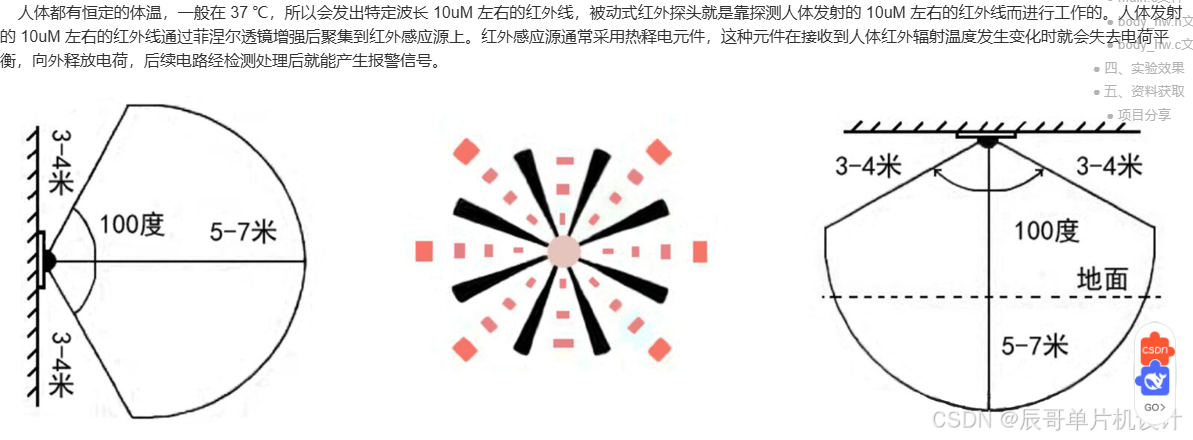 人体都有恒定的体温，一般在 37 ℃，所以会发出特定波长 10uM 左右的红外线，被动式红外探头就是靠探测人体发射的 10uM 左右的红外线而进行工作的。人体发射
的 10uM 左右的红外线通过菲涅尔透镜增强后聚集到红外感应源上。红外感应源通常采用热释电元件，这种元件在接收到人体红外辐射温度发生变化时就会失去电荷平
衡，向外释放电荷，后续电路经检测处理后就能产生报警信号。
body_hw.h文
body_hw.c文
四、实验效果
五、资料获取
项目分享
3-4米
100度
5-7米
3-4米
3-4米
3-4米
100度
地面
5-7米
CSDN
GO>
CSDN @辰哥单片机设计